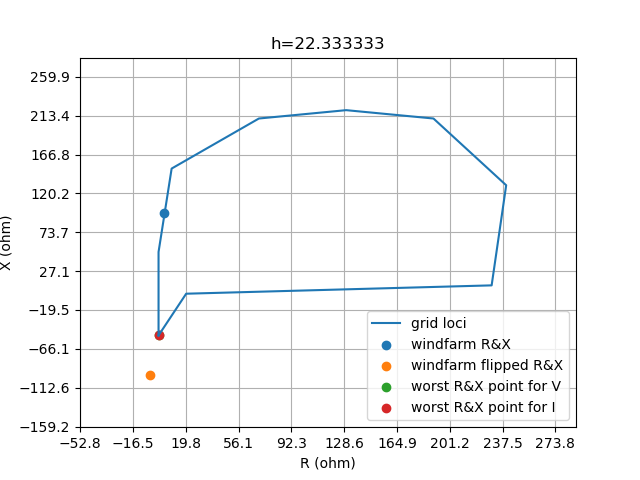 h=22.333333
259.9
213.4
166.8
120.2
73.7
27.1
−19.5
−66.1
−112.6
−159.2
X (ohm)
grid loci
windfarm R&X
windfarm flipped R&X
worst R&X point for V
worst R&X point for I
−52.8 −16.5 19.8 56.1 92.3 128.6 164.9 201.2 237.5 273.8
R (ohm)